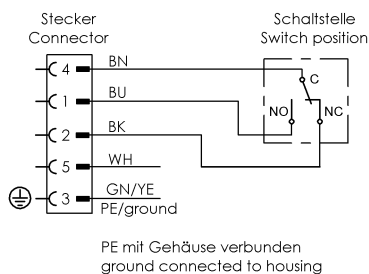 Stecker
Connector
Schaltstelle
Switch position
4 BN
1 BU
2 BK
5 WH
3 GN/YE
PE/ground
C
NO
NC
PE mit Gehäuse verbunden
ground connected to housing